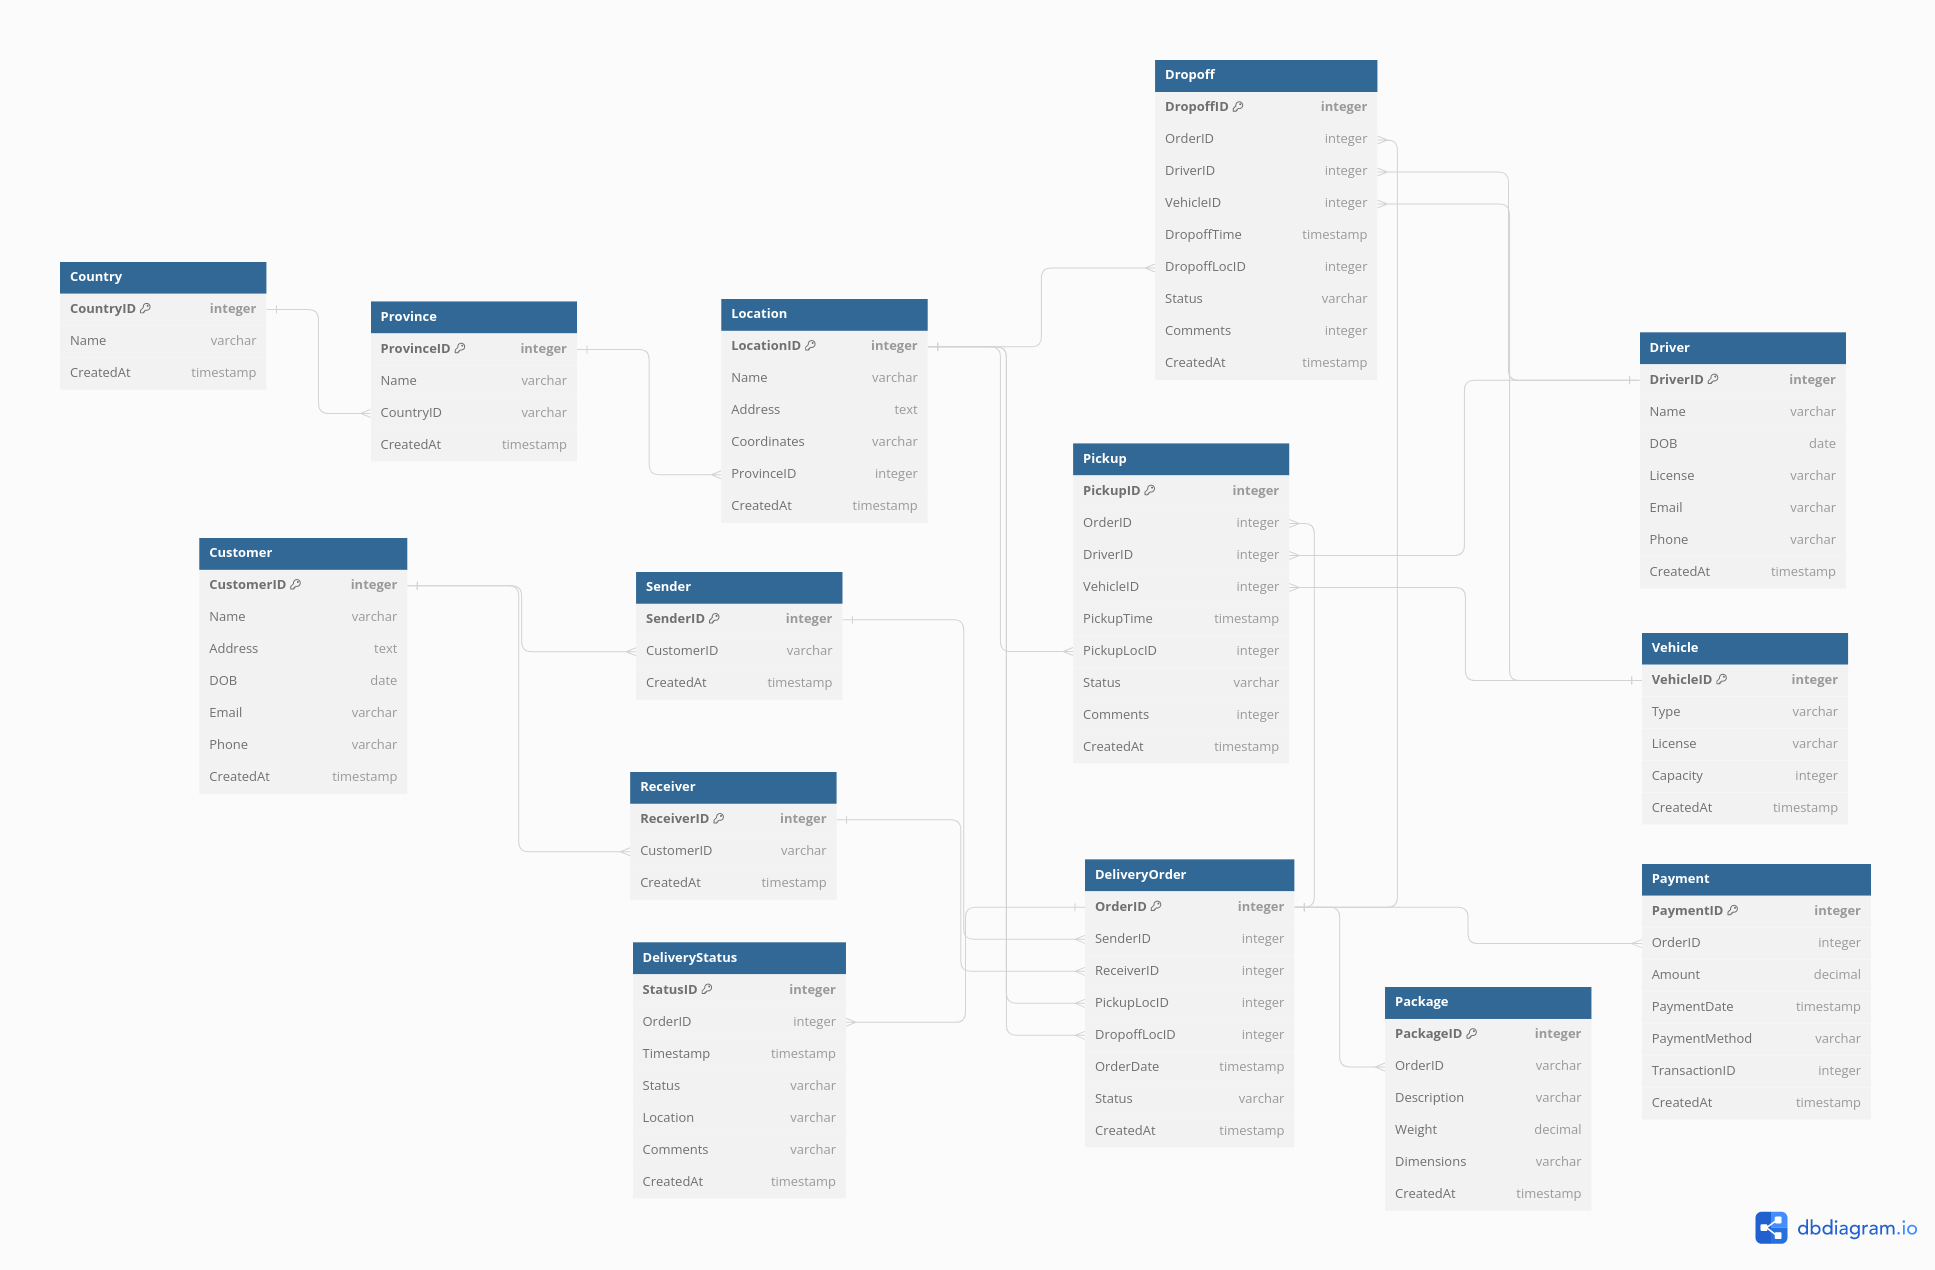 Dropoff
DropoffID integer
OrderID integer
DriverID integer
VehicleID integer
DropoffTime timestamp
DropoffLocID integer
Status varchar
Comments integer
CreatedAt timestamp
Country
CountryID integer
Name varchar
CreatedAt timestamp
Province
ProvinceID integer
Name varchar
CountryID varchar
CreatedAt timestamp
Location
LocationID integer
Name varchar
Address text
Coordinates varchar
ProvinceID integer
CreatedAt timestamp
Driver
DriverID integer
Name varchar
DOB date
License varchar
Email varchar
Phone varchar
CreatedAt timestamp
Pickup
PickupID integer
OrderID integer
DriverID integer
VehicleID integer
PickupTime timestamp
PickupLocID integer
Status varchar
Comments integer
CreatedAt timestamp
Customer
CustomerID integer
Name varchar
Address text
DOB date
Email varchar
Phone varchar
CreatedAt timestamp
Sender
SenderID integer
CustomerID varchar
CreatedAt timestamp
Vehicle
VehicleID integer
Type varchar
License varchar
Capacity integer
CreatedAt timestamp
Receiver
ReceiverID integer
CustomerID varchar
CreatedAt timestamp
DeliveryOrder
OrderID integer
SenderID integer
ReceiverID integer
PickupLocID integer
DropoffLocID integer
OrderDate timestamp
Status varchar
CreatedAt timestamp
Payment
PaymentID integer
OrderID integer
Amount decimal
PaymentDate timestamp
PaymentMethod varchar
TransactionID integer
CreatedAt timestamp
DeliveryStatus
StatusID integer
OrderID integer
Timestamp timestamp
Status varchar
Location varchar
Comments varchar
CreatedAt timestamp
Package
PackageID integer
OrderID varchar
Description varchar
Weight decimal
Dimensions varchar
CreatedAt timestamp
dbdiagram.io